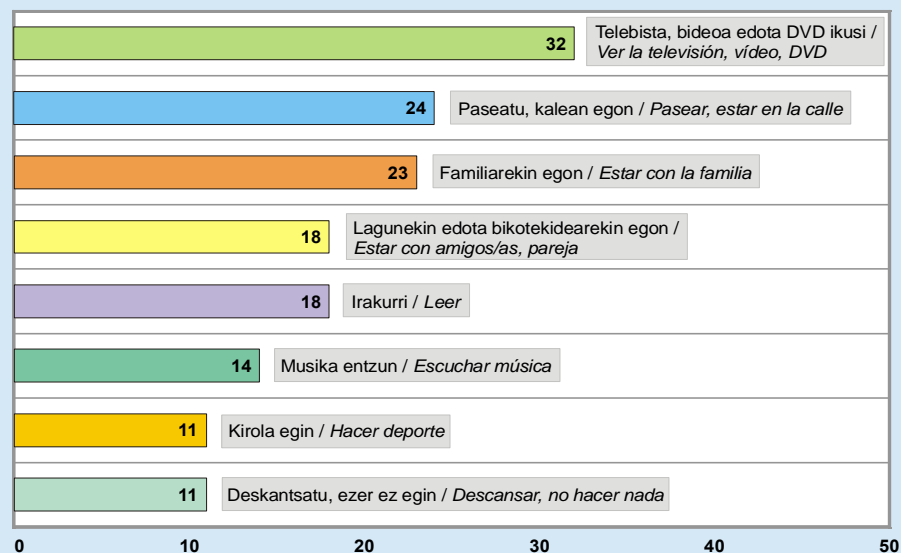 32
Telebista, bideoa edota DVD ikusi /
Ver la televisión, vídeo, DVD
24
Paseatu, kalean egon / Pasear, estar en la calle
23
Familiarekin egon / Estar con la familia
18
Lagunekin edota bikotekidearekin egon /
Estar con amigos/as, pareja
18
Irakurri / Leer
14
Musika entzun / Escuchar música
11
Kirola egin / Hacer deporte
11
Deskantsatu, ezer ez egin / Descansar, no hacer nada
0 10 20 30 40 50